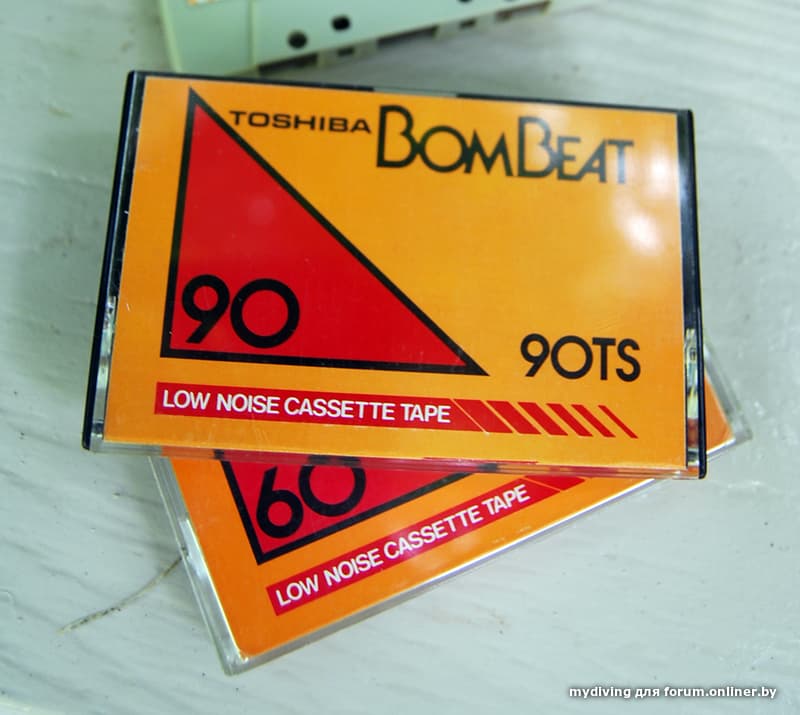 TOSHIBA BOMBEAT
90
90TS
LOW NOISE CASSETTE TAPE
60
LOW NOISE CASSETTE TAPE
mydiving для forum.onliner.by